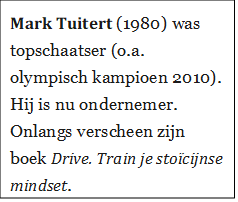 Mark Tuitert (1980) was
topschaatser (o.a.
olympisch kampioen 2010).
Hij is nu ondernemer.
Onlangs verscheen zijn
boek Drive. Train je stoïcijnse
mindset.